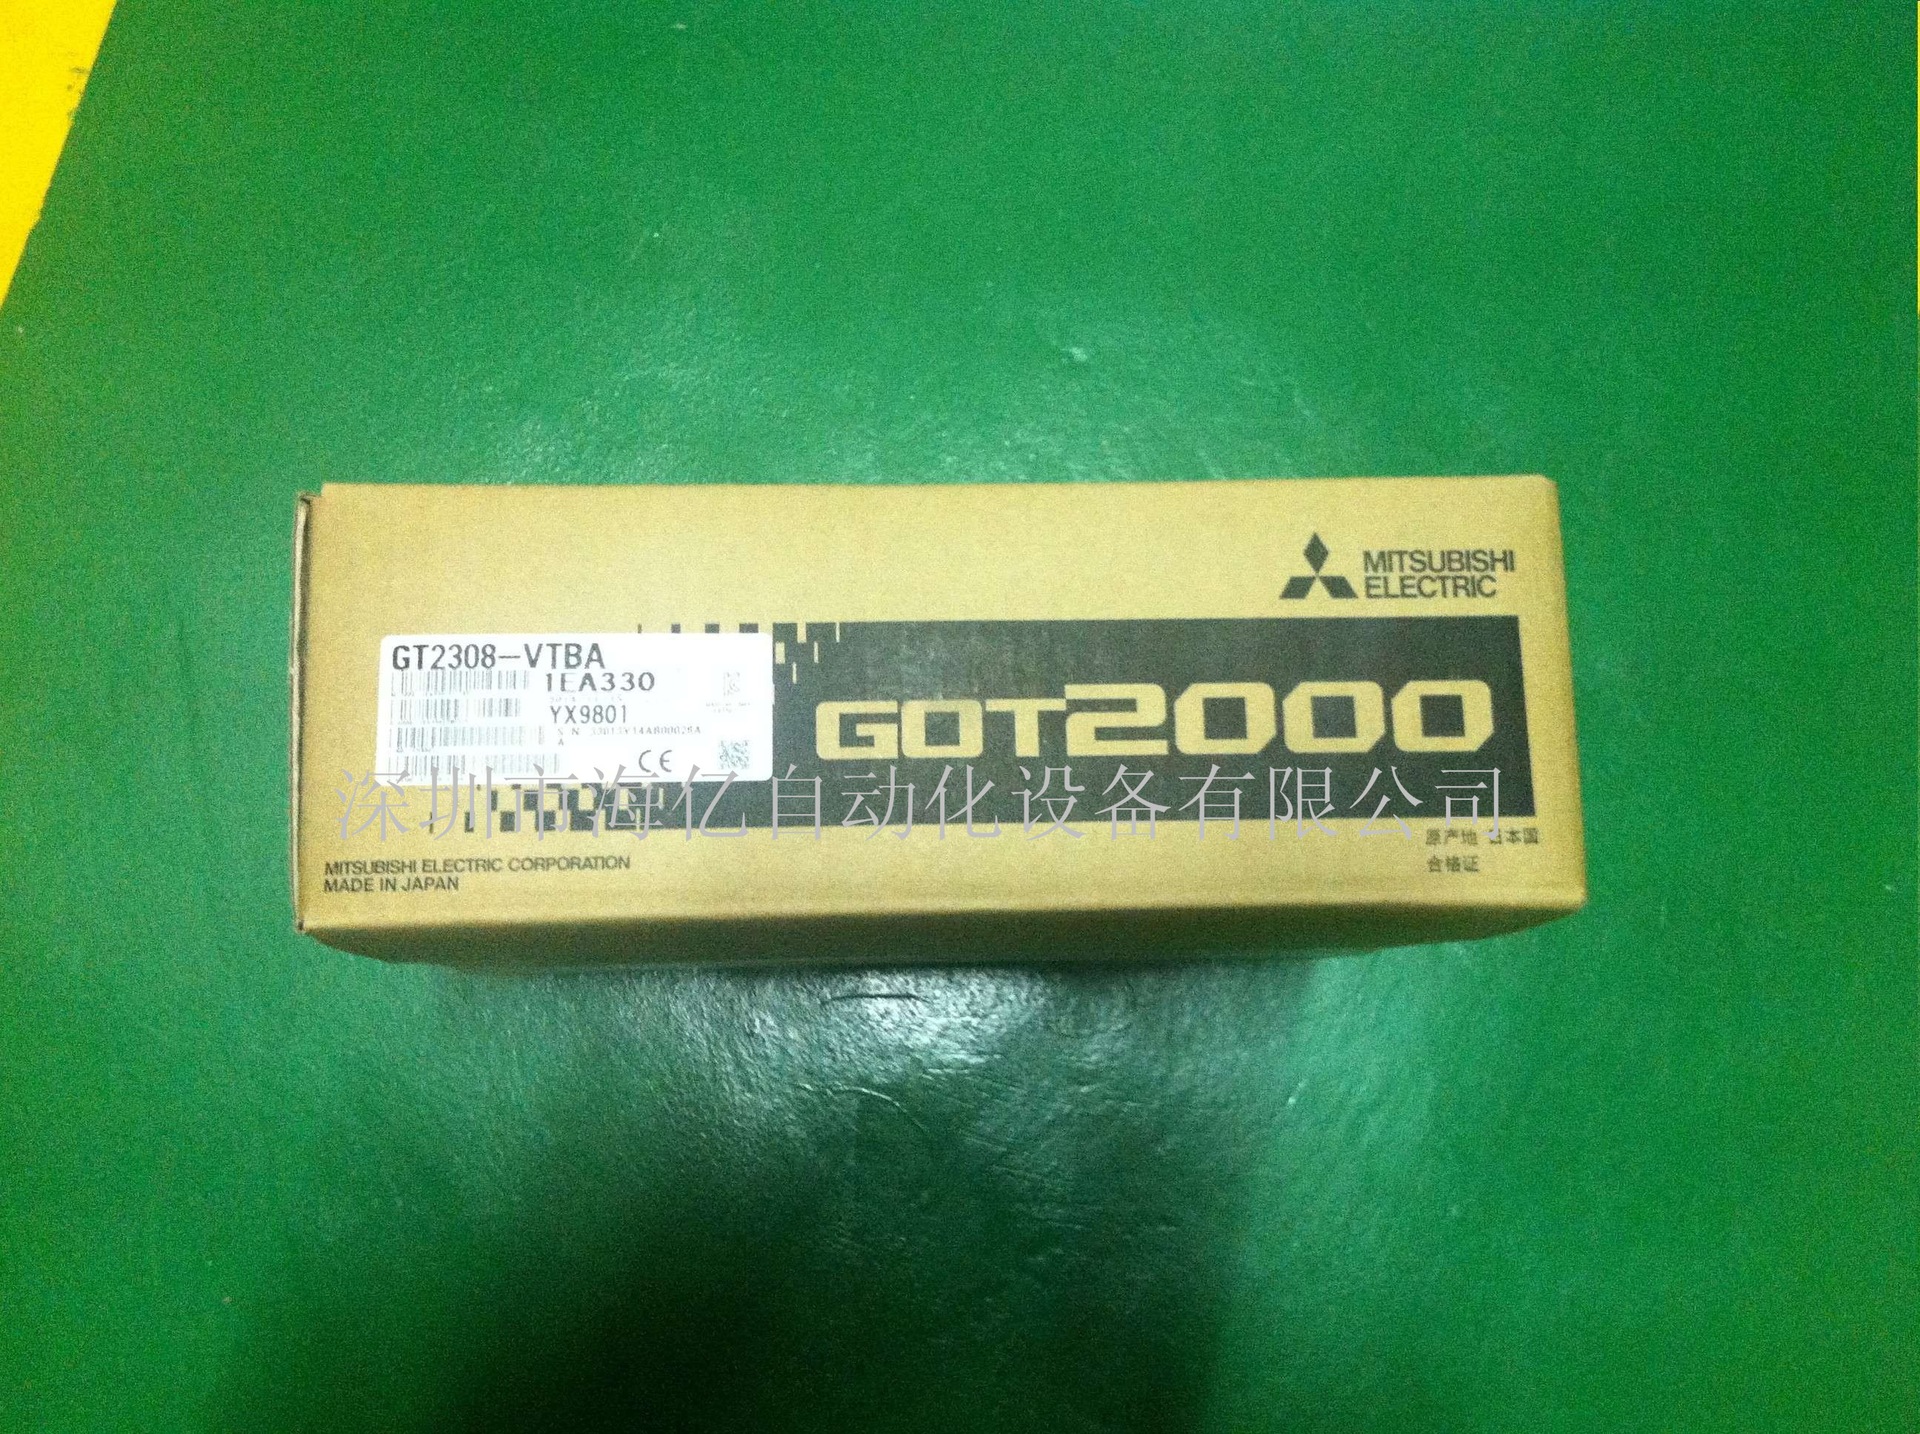 MITSUBISHI
ELECTRIC
GT2308-VTBA
1EA330
YX9801
GOT2000
深圳市海亿自动化设备有限公司
原产地 日本国
合格证
MITSUBISHI ELECTRIC CORPORATION
MADE IN JAPAN